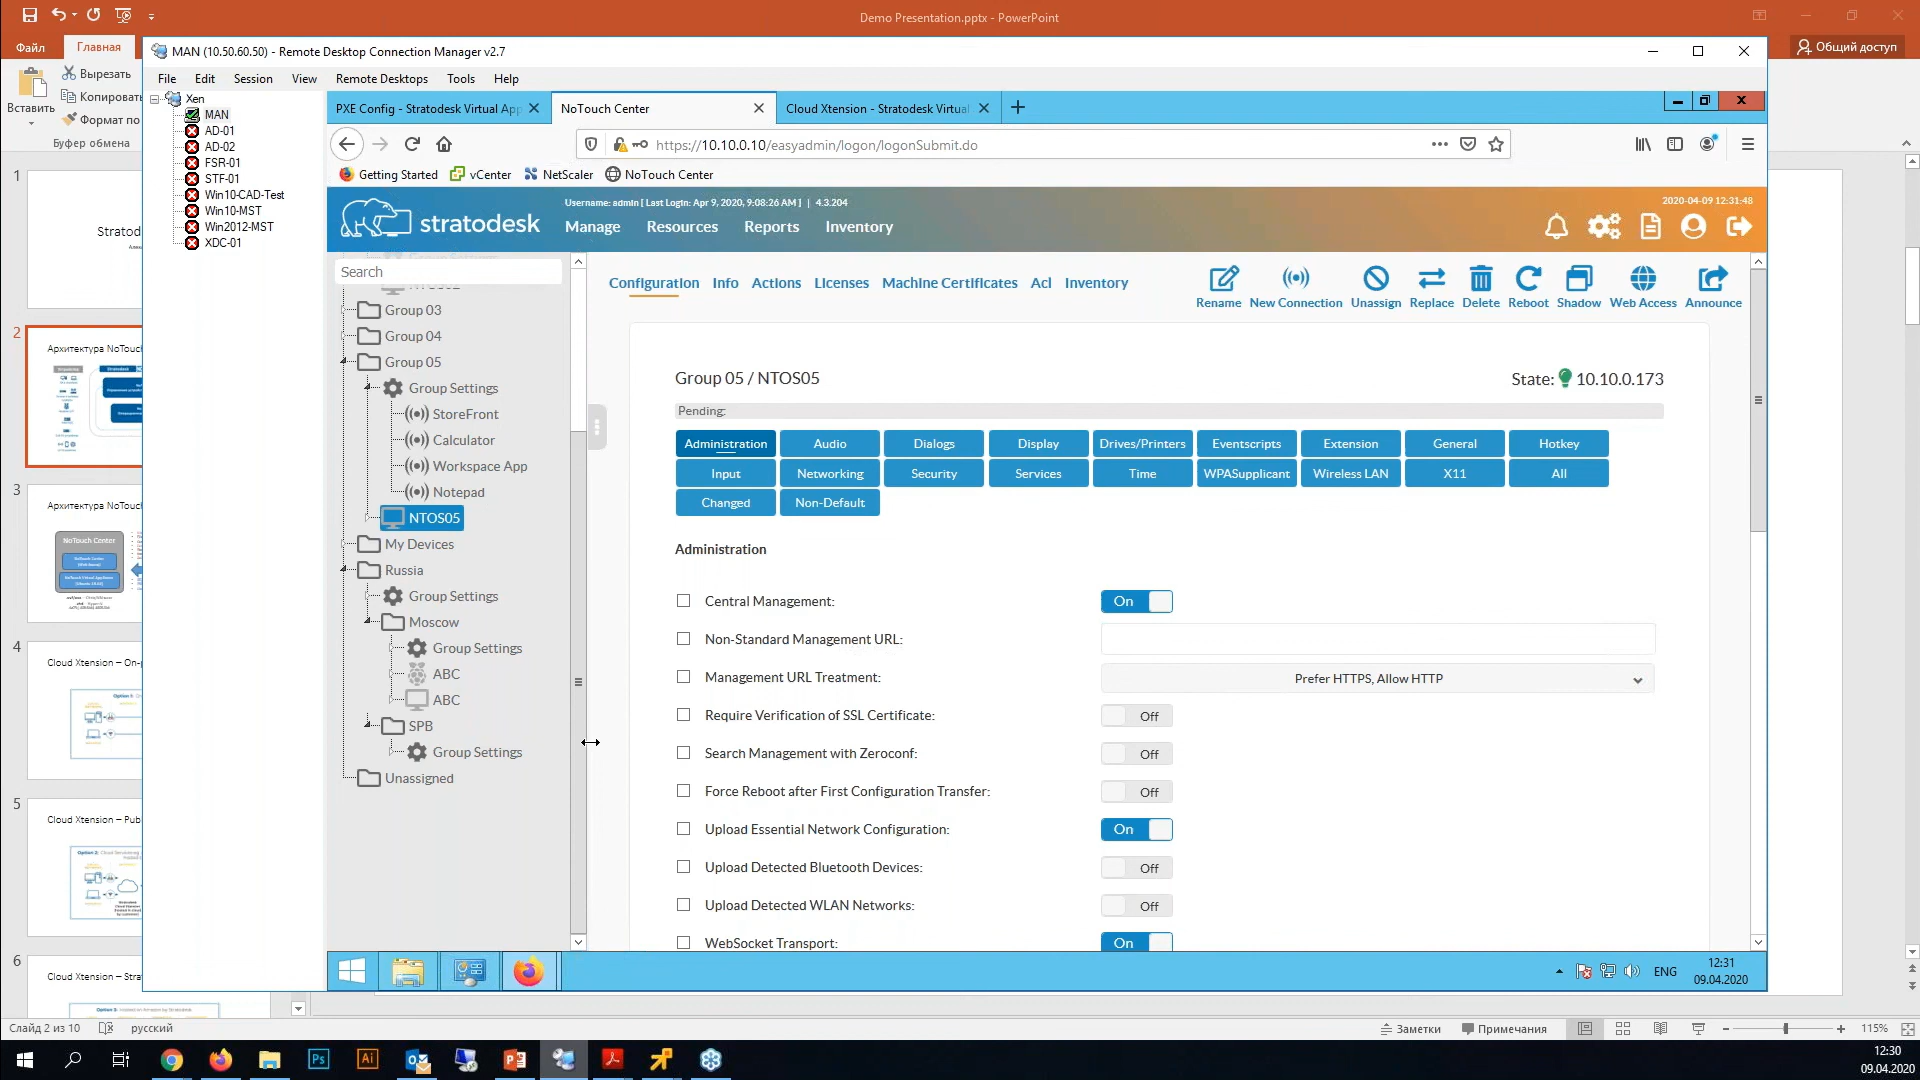 Demo Presentation.pptx - PowerPoint
Файл
Главная
Общий доступ
Вставить
Вырезать
Копировать
Формат по
Буфер обмена
MAN (10.50.60.50) - Remote Desktop Connection Manager v2.7
File Edit Session View Remote Desktops Tools Help
Xen
MAN
AD-01
AD-02
FSR-01
STF-01
Win10-CAD-Test
Win10-MST
Win2012-MST
XDC-01
PXE Config - Stratodesk Virtual App
NoTouch Center
Cloud Xtension - Stratodesk Virtual
https://10.10.0.10/easyadmin/logon/logonSubmit.do
Getting Started vCenter NetScaler NoTouch Center
stratodesk
Username: admin [ Last Login: Apr 9, 2020, 9:08:26 AM ] | 4.3.204
2020-04-09 12:31:48
Manage Resources Reports Inventory
Search
Group 03
Group 04
Group 05
Group Settings
StoreFront
Calculator
Workspace App
Notepad
NTOS05
My Devices
Russia
Group Settings
Moscow
Group Settings
ABC
ABC
SPB
Group Settings
Unassigned
Configuration Info Actions Licenses Machine Certificates Acl Inventory
Rename New Connection Unassign Replace Delete Reboot Shadow Web Access Announce
Group 05 / NTOS05
State: 10.10.0.173
Pending:
Administration Audio Dialogs Display Drives/Printers Eventscripts Extension General Hotkey
Input Networking Security Services Time WPASupplicant Wireless LAN X11 All
Changed Non-Default
Administration
Central Management: On
Non-Standard Management URL:
Management URL Treatment: Prefer HTTPS, Allow HTTP
Require Verification of SSL Certificate: Off
Search Management with Zeroconf: Off
Force Reboot after First Configuration Transfer: Off
Upload Essential Network Configuration: On
Upload Detected Bluetooth Devices: Off
Upload Detected WLAN Networks: Off
WebSocket Transport: On
ENG
12:31
09.04.2020
1
Stratod
2
Архитектура NoTouch
3
Архитектура NoTouch
NoTouch Center
4
Cloud Xtension – On-p
5
Cloud Xtension – Pub
6
Cloud Xtension – Stra
Слайд 2 из 10
русский
Заметки
Примечания
115%
12:30
09.04.2020